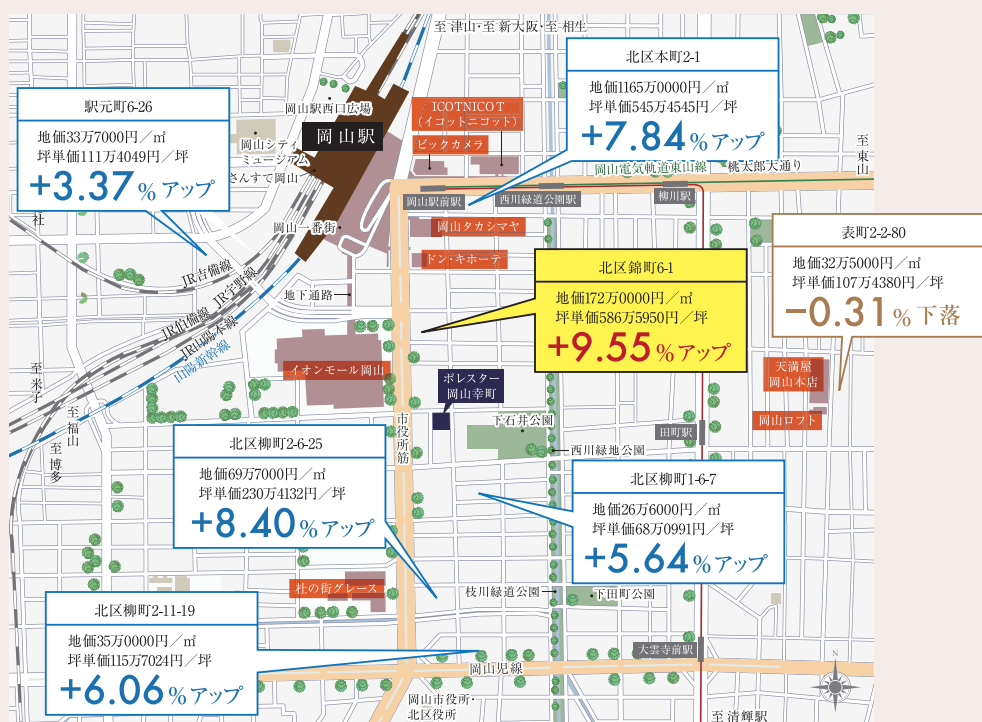 至 津山・至 新大阪・至 相生
北区本町2-1
地価1165万0000円／㎡
坪単価545万4545／坪
+7.84％アップ
駅元町6-26
地価33万7000円／㎡
坪単価111万4049／坪
+3.37％アップ
岡山駅西口広場
岡山駅
ICOTNICOT
（イコットニコット）
ビックカメラ
岡山シティ
ミュージアム
さんすて岡山
岡山電気軌道東山線
桃太郎大通り
至 東山
岡山駅前駅
西川緑道公園駅
柳川駅
社
岡山一番街
岡山タカシマヤ
ドン・キホーテ
表町2-2-80
地価32万5000円／㎡
坪単価107万4380円／坪
−0.31％下落
北区錦町6-1
地価172万0000円／㎡
坪単価586万5950円／坪
+9.55％アップ
JR吉備線
JR宇野線
地下通路
JR伯備線
JR山陽本線
山陽新幹線
イオンモール岡山
ポレスター
岡山幸町
天満屋
岡山本店
岡山ロフト
至 米子
至 福山
至 博多
市役所筋
下石井公園
田町駅
西川緑地公園
北区柳町2-6-25
地価69万7000円／㎡
坪単価230万4132円／坪
+8.40％アップ
北区柳町1-6-7
地価26万6000円／㎡
坪単価68万0991円／坪
+5.64％アップ
杜の街グレース
枝川緑道公園
下田町公園
北区柳町2-11-19
地価35万0000円／㎡
坪単価115万7024円／坪
+6.06％アップ
大雲寺前駅
岡山児線
N
岡山市役所・
北区役所
至 清輝駅